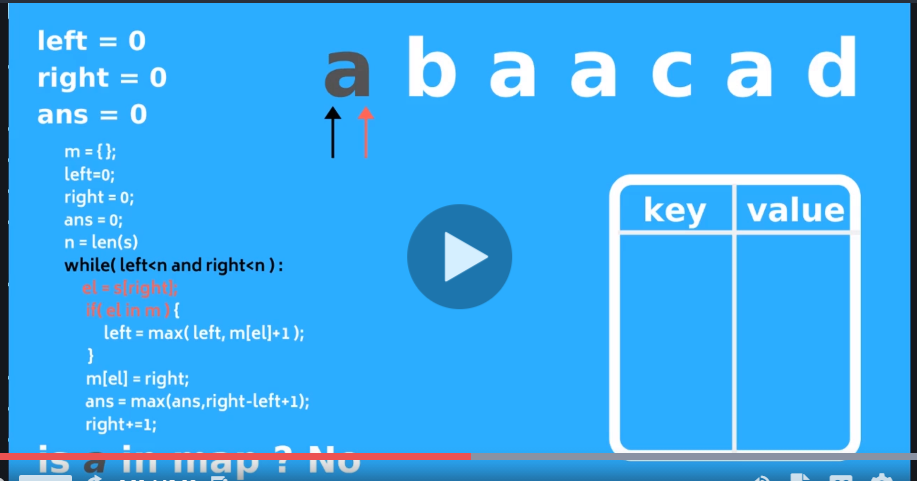 left = 0
right = 0
ans = 0
a b a a c a d
m = { };
left=0;
right = 0;
ans = 0;
n = len(s)
while( left<n and right<n ) :
el = s[right];
if( el in m ) {
left = max( left, m[el]+1 );
}
m[el] = right;
ans = max(ans,right-left+1);
right+=1;
key value
is a in map ? No